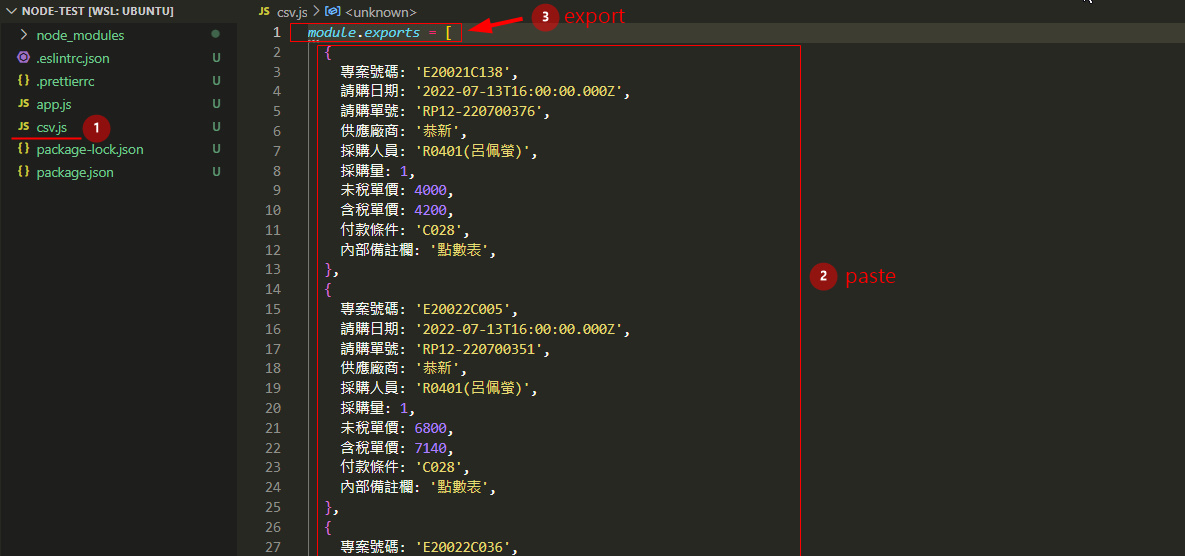 NODE-TEST [WSL: UBUNTU]
node_modules
.eslintrc.json U
{} .prettierrc U
JS app.js U
JS csv.js U
1
{} package-lock.json U
{} package.json U
JS csv.js > <unknown>
3 export
1 module.exports = [
2 {
3 專案號碼: 'E20021C138',
4 請購日期: '2022-07-13T16:00:00.000Z',
5 請購單號: 'RP12-220700376',
6 供應廠商: '恭新',
7 採購人員: 'R0401(呂佩螢)',
8 採購量: 1,
9 未稅單價: 4000,
10 含稅單價: 4200,
11 付款條件: 'C028',
12 內部備註欄: '點數表',
13 },
2 paste
14 {
15 專案號碼: 'E20022C005',
16 請購日期: '2022-07-13T16:00:00.000Z',
17 請購單號: 'RP12-220700351',
18 供應廠商: '恭新',
19 採購人員: 'R0401(呂佩螢)',
20 採購量: 1,
21 未稅單價: 6800,
22 含稅單價: 7140,
23 付款條件: 'C028',
24 內部備註欄: '點數表',
25 },
26 {
27 專案號碼: 'E20022C036',